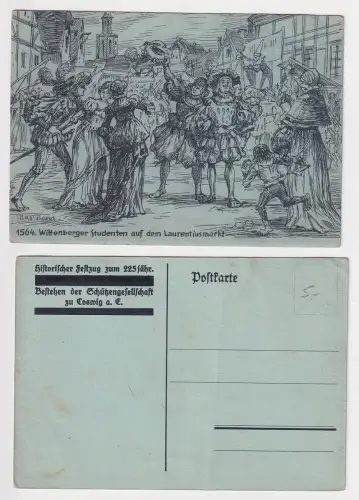 1564. Wittenberger Studenten auf dem Laurentiusmarkt
Historischer Festzug zum 225jähr.
Bestehen der Schützengesellschaft
zu Coswig a. E.
Postkarte
5.-